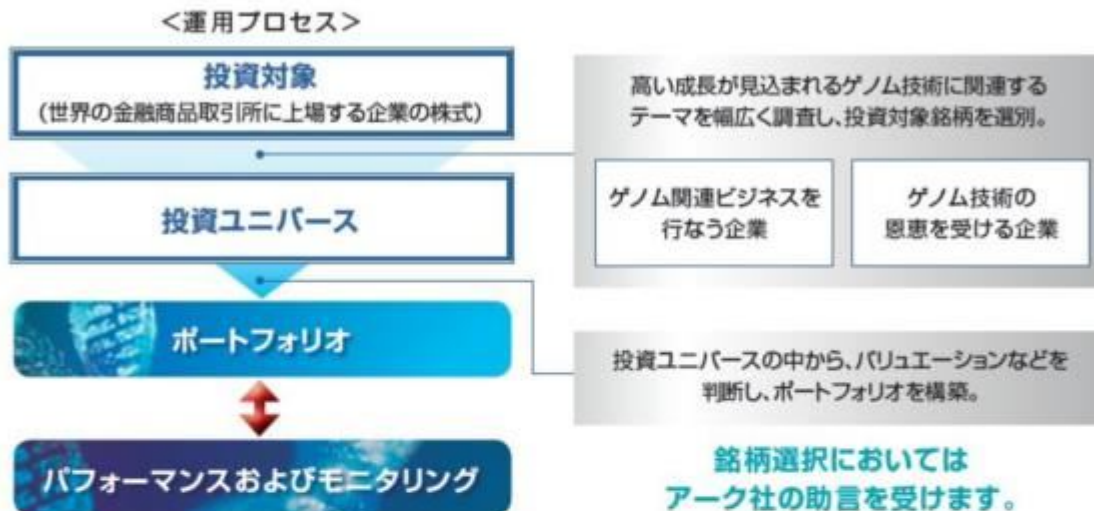 ＜運用プロセス＞
投資対象
(世界の金融商品取引所に上場する企業の株式)
高い成長が見込まれるゲノム技術に関連する
テーマを幅広く調査し、投資対象銘柄を選別。
ゲノム関連ビジネスを
行なう企業
ゲノム技術の
恩恵を受ける企業
投資ユニバース
ポートフォリオ
投資ユニバースの中から、バリュエーションなどを
判断し、ポートフォリオを構築。
パフォーマンスおよびモニタリング
銘柄選択においては
アーク社の助言を受けます。